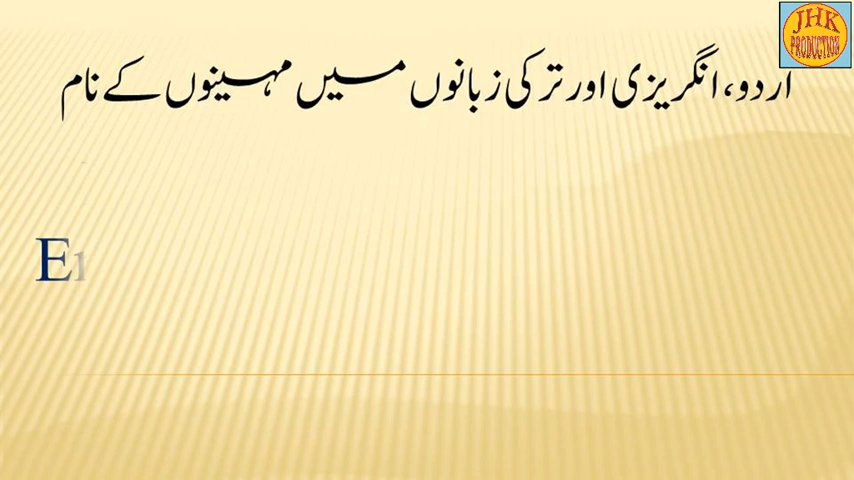 JHK
PRODUCTION
اردو، انگریزی اور ترکی زبانوں میں مہینوں کے نام